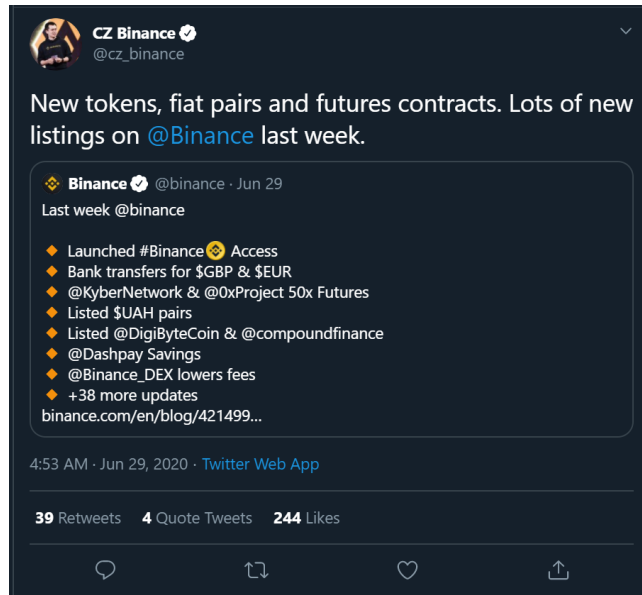 CZ Binance
@cz_binance
New tokens, fiat pairs and futures contracts. Lots of new
listings on @Binance last week.
Binance @binance · Jun 29
Last week @binance
🔸 Launched #Binance Access
🔸 Bank transfers for $GBP & $EUR
🔸 @KyberNetwork & @0xProject 50x Futures
🔸 Listed $UAH pairs
🔸 Listed @DigiByteCoin & @compoundfinance
🔸 @Dashpay Savings
🔸 @Binance_DEX lowers fees
🔸 +38 more updates
binance.com/en/blog/421499...
4:53 AM · Jun 29, 2020 · Twitter Web App
39 Retweets 4 Quote Tweets 244 Likes